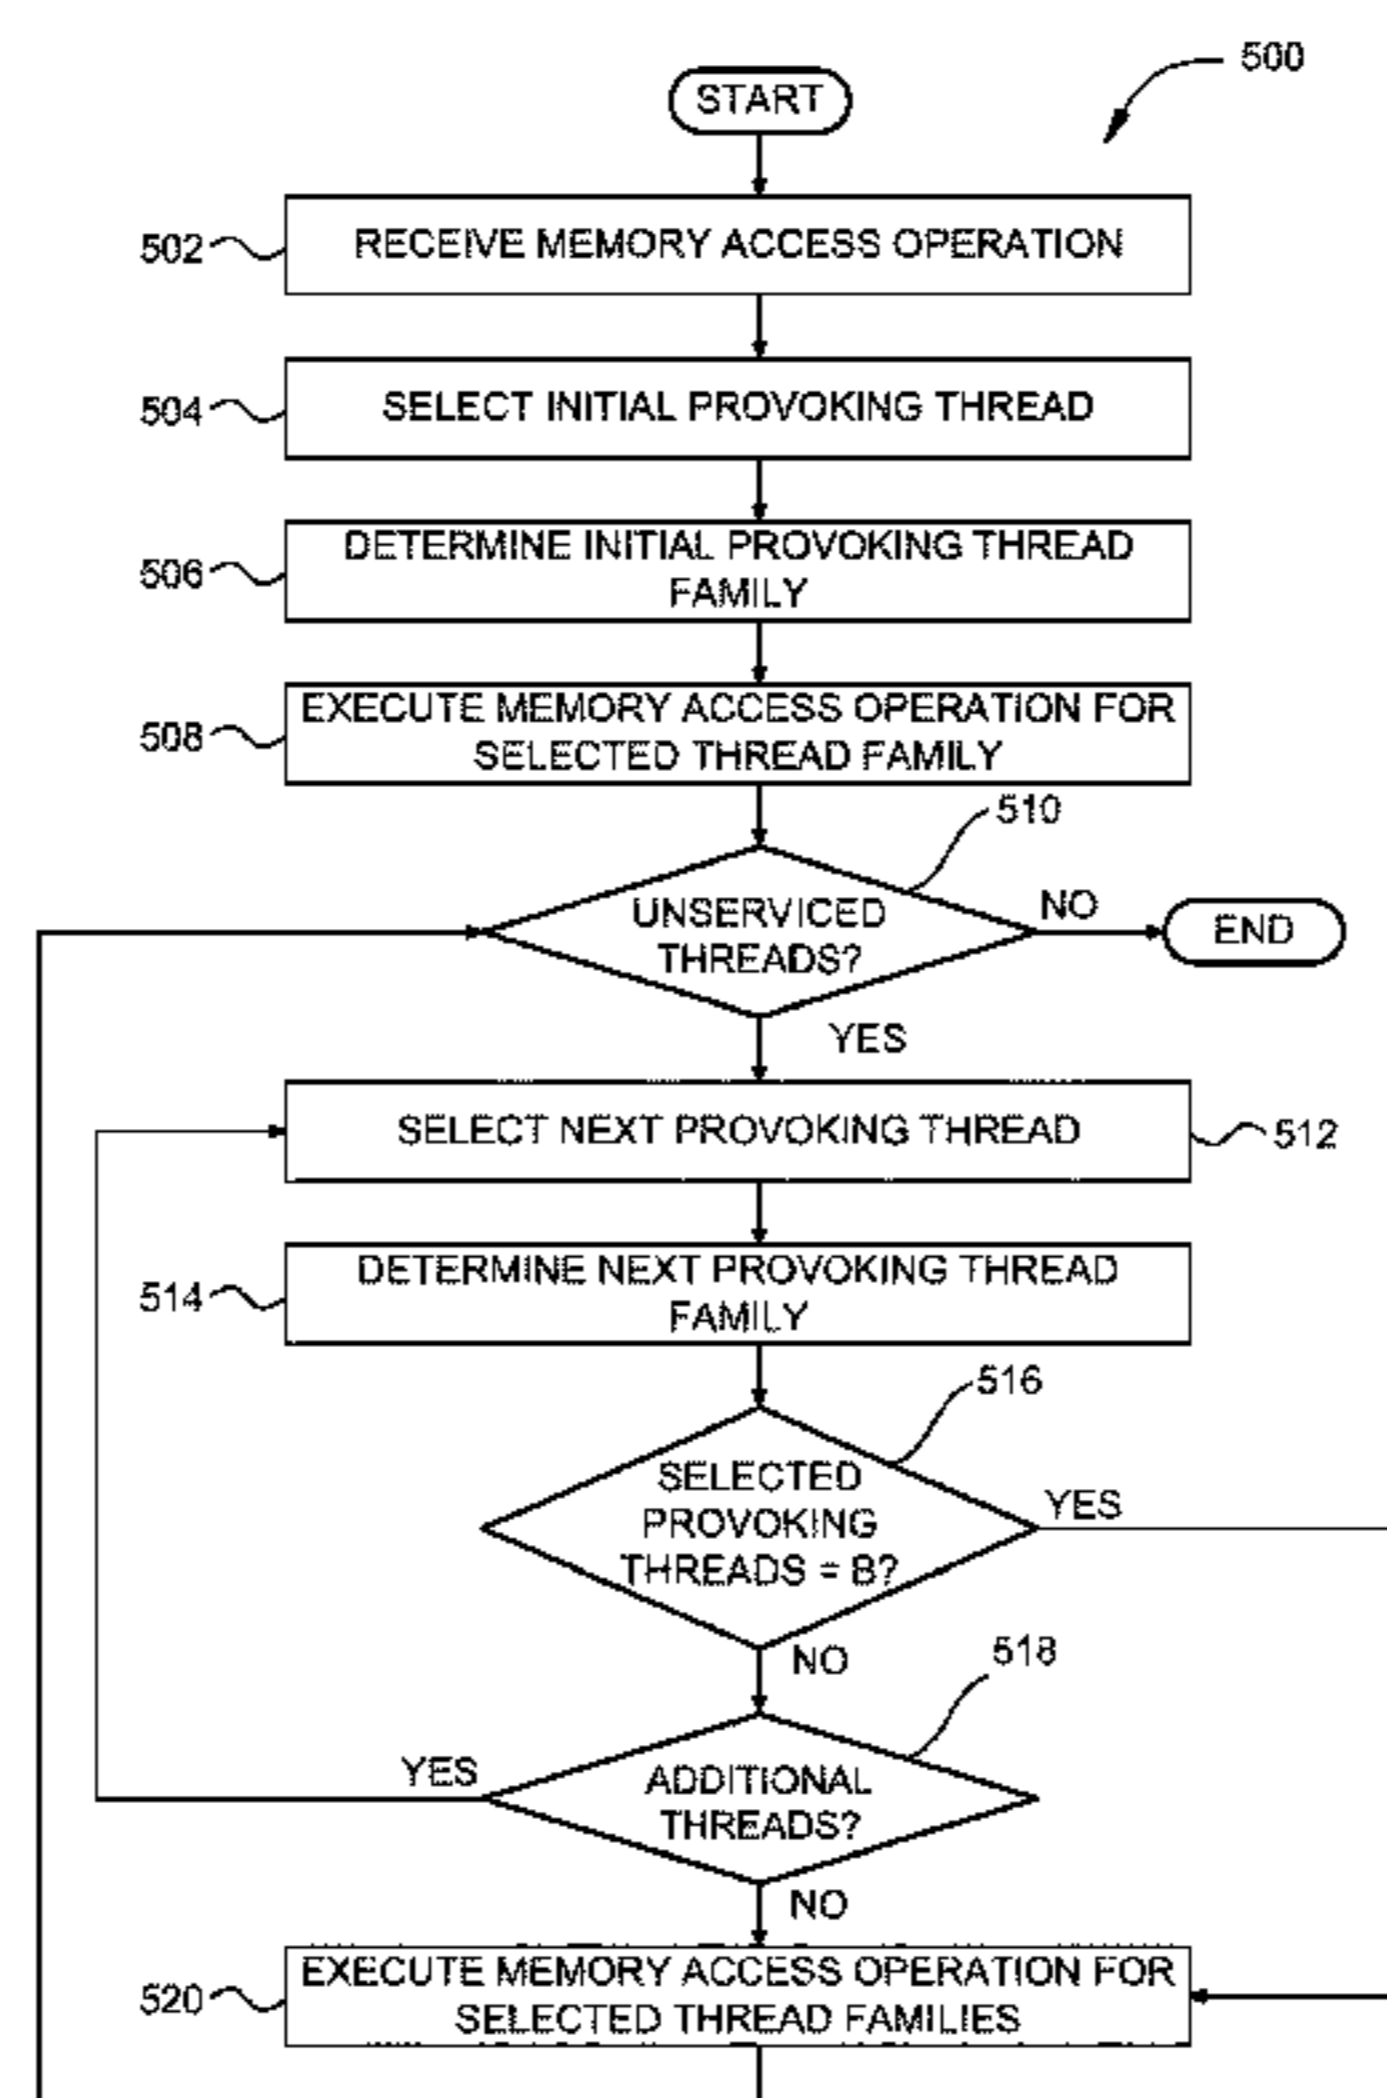 500
START
502
RECEIVE MEMORY ACCESS OPERATION
504
SELECT INITIAL PROVOKING THREAD
506
DETERMINE INITIAL PROVOKING THREAD
FAMILY
508
EXECUTE MEMORY ACCESS OPERATION FOR
SELECTED THREAD FAMILY
510
UNSERVICED
THREADS?
NO
END
YES
SELECT NEXT PROVOKING THREAD
512
514
DETERMINE NEXT PROVOKING THREAD
FAMILY
516
SELECTED
PROVOKING
THREADS = B?
YES
NO
518
YES
ADDITIONAL
THREADS?
NO
520
EXECUTE MEMORY ACCESS OPERATION FOR
SELECTED THREAD FAMILIES